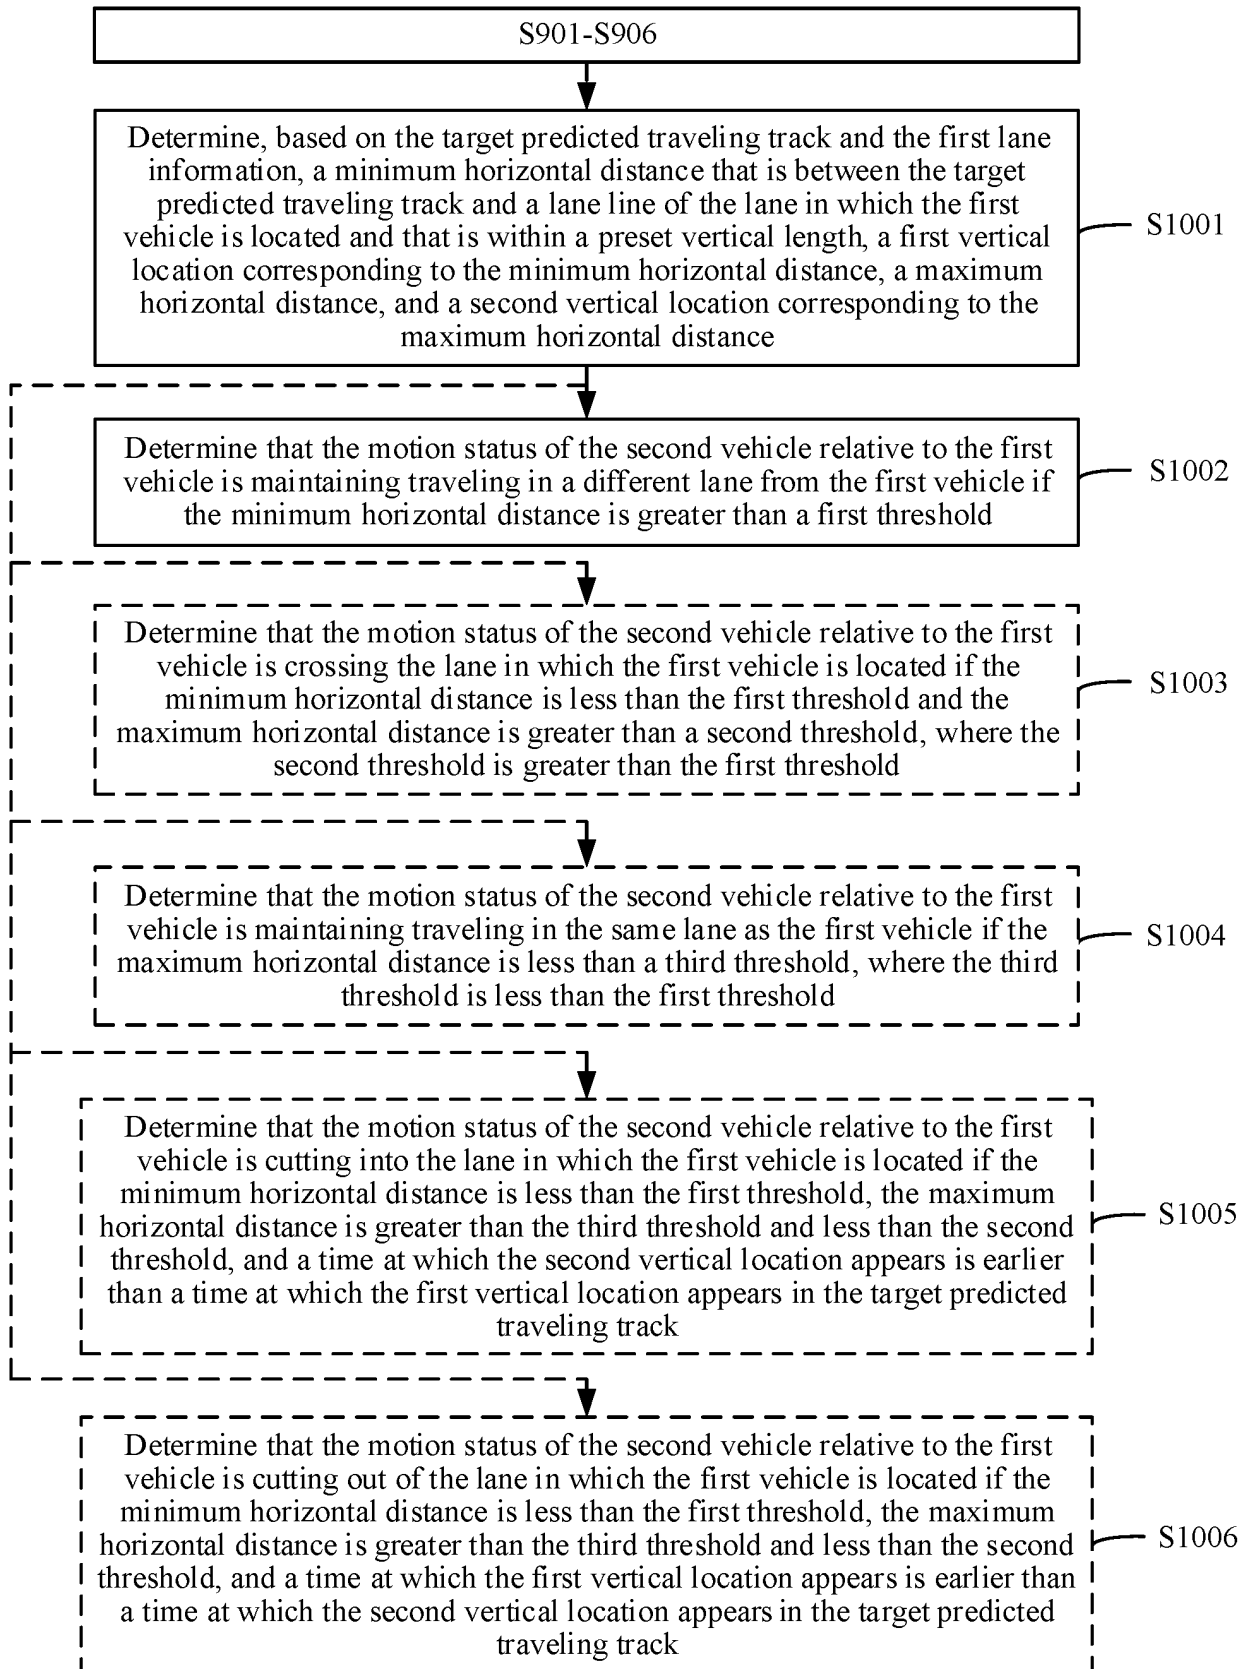 S901-S906
Determine, based on the target predicted traveling track and the first lane
information, a minimum horizontal distance that is between the target
predicted traveling track and a lane line of the lane in which the first
vehicle is located and that is within a preset vertical length, a first vertical
location corresponding to the minimum horizontal distance, a maximum
horizontal distance, and a second vertical location corresponding to the
maximum horizontal distance
S1001
Determine that the motion status of the second vehicle relative to the first
vehicle is maintaining traveling in a different lane from the first vehicle if
the minimum horizontal distance is greater than a first threshold
S1002
Determine that the motion status of the second vehicle relative to the first
vehicle is crossing the lane in which the first vehicle is located if the
minimum horizontal distance is less than the first threshold and the
maximum horizontal distance is greater than a second threshold, where the
second threshold is greater than the first threshold
S1003
Determine that the motion status of the second vehicle relative to the first
vehicle is maintaining traveling in the same lane as the first vehicle if the
maximum horizontal distance is less than a third threshold, where the third
threshold is less than the first threshold
S1004
Determine that the motion status of the second vehicle relative to the first
vehicle is cutting into the lane in which the first vehicle is located if the
minimum horizontal distance is less than the first threshold, the maximum
horizontal distance is greater than the third threshold and less than the second
threshold, and a time at which the second vertical location appears is earlier
than a time at which the first vertical location appears in the target predicted
traveling track
S1005
Determine that the motion status of the second vehicle relative to the first
vehicle is cutting out of the lane in which the first vehicle is located if the
minimum horizontal distance is less than the first threshold, the maximum
horizontal distance is greater than the third threshold and less than the second
threshold, and a time at which the first vertical location appears is earlier than
a time at which the second vertical location appears in the target predicted
traveling track
S1006